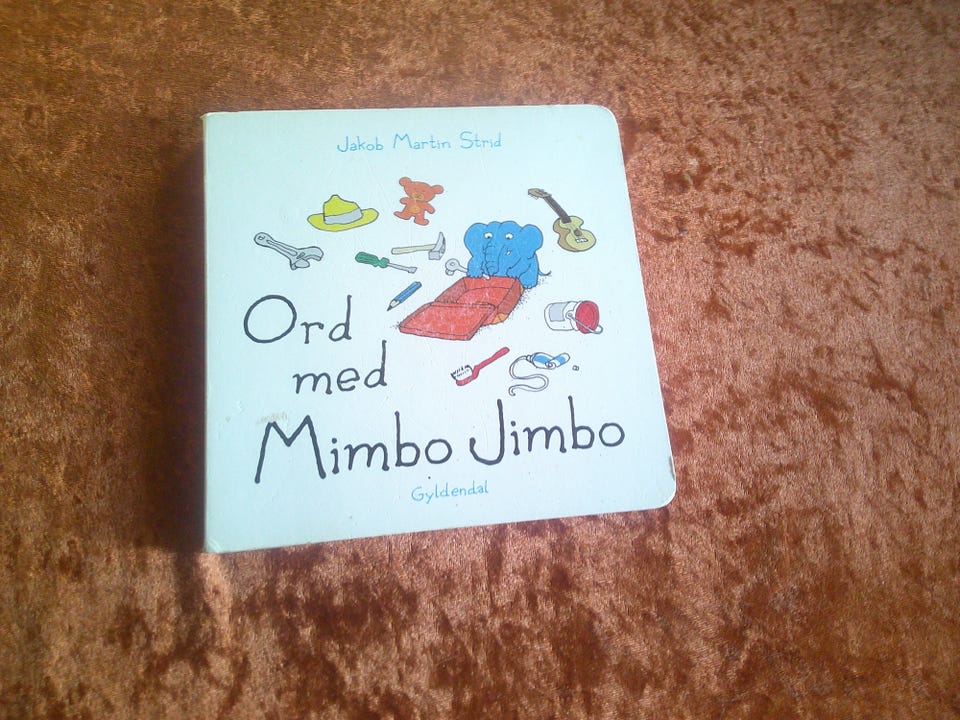 Jakob Martin Strid
Ord
med
Mimbo Jimbo
Gyldendal